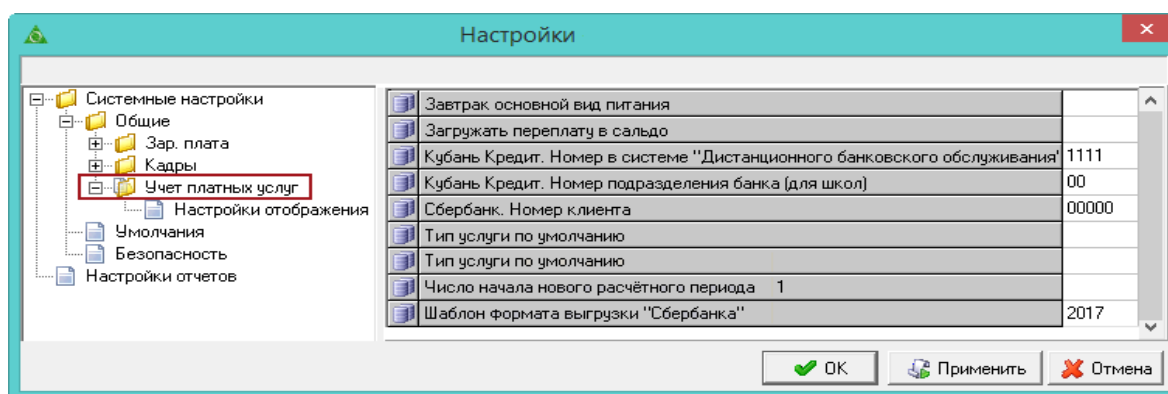 Настройки
Системные настройки
Общие
Зар. плата
Кадры
Учет платных услуг
Настройки отображения
Умолчания
Безопасность
Настройки отчетов
Завтрак основной вид питания
Загружать переплату в сальдо
Кубань Кредит. Номер в системе "Дистанционного банковского обслуживания" 1111
Кубань Кредит. Номер подразделения банка (для школ) 00
Сбербанк. Номер клиента 00000
Тип услуги по умолчанию
Тип услуги по умолчанию
Число начала нового расчётного периода 1
Шаблон формата выгрузки "Сбербанка" 2017
OK Применить Отмена